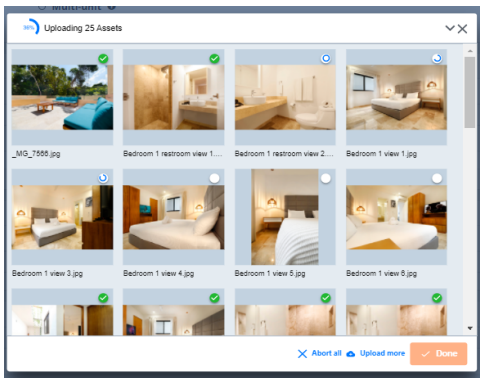 Multi-unit
Uploading 25 Assets
_MG_7566.jpg
Bedroom 1 restroom view 1....
Bedroom 1 restroom view 2....
Bedroom 1 view 1.jpg
Bedroom 1 view 3.jpg
Bedroom 1 view 4.jpg
Bedroom 1 view 5.jpg
Bedroom 1 view 6.jpg
Abort all
Upload more
Done